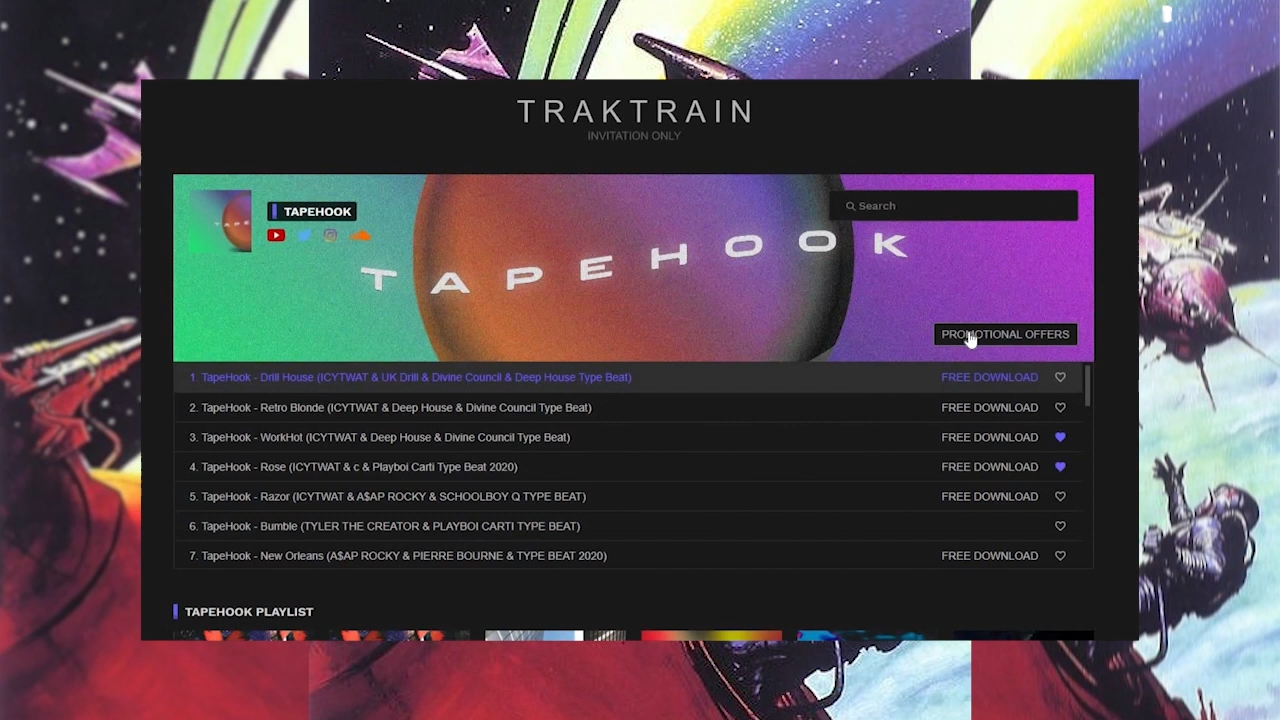 TRAKTRAIN
INVITATION ONLY
TAPE
TAPEHOOK
Search
TAPEHOOK
PROMOTIONAL OFFERS
1. TapeHook - Drill House (ICYTWAT & UK Drill & Divine Council & Deep House Type Beat) FREE DOWNLOAD
2. TapeHook - Retro Blonde (ICYTWAT & Deep House & Divine Council Type Beat) FREE DOWNLOAD
3. TapeHook - WorkHot (ICYTWAT & Deep House & Divine Council Type Beat) FREE DOWNLOAD
4. TapeHook - Rose (ICYTWAT & c & Playboi Carti Type Beat 2020) FREE DOWNLOAD
5. TapeHook - Razor (ICYTWAT & A$AP ROCKY & SCHOOLBOY Q TYPE BEAT) FREE DOWNLOAD
6. TapeHook - Bumble (TYLER THE CREATOR & PLAYBOI CARTI TYPE BEAT)
7. TapeHook - New Orleans (A$AP ROCKY & PIERRE BOURNE & TYPE BEAT 2020) FREE DOWNLOAD
TAPEHOOK PLAYLIST